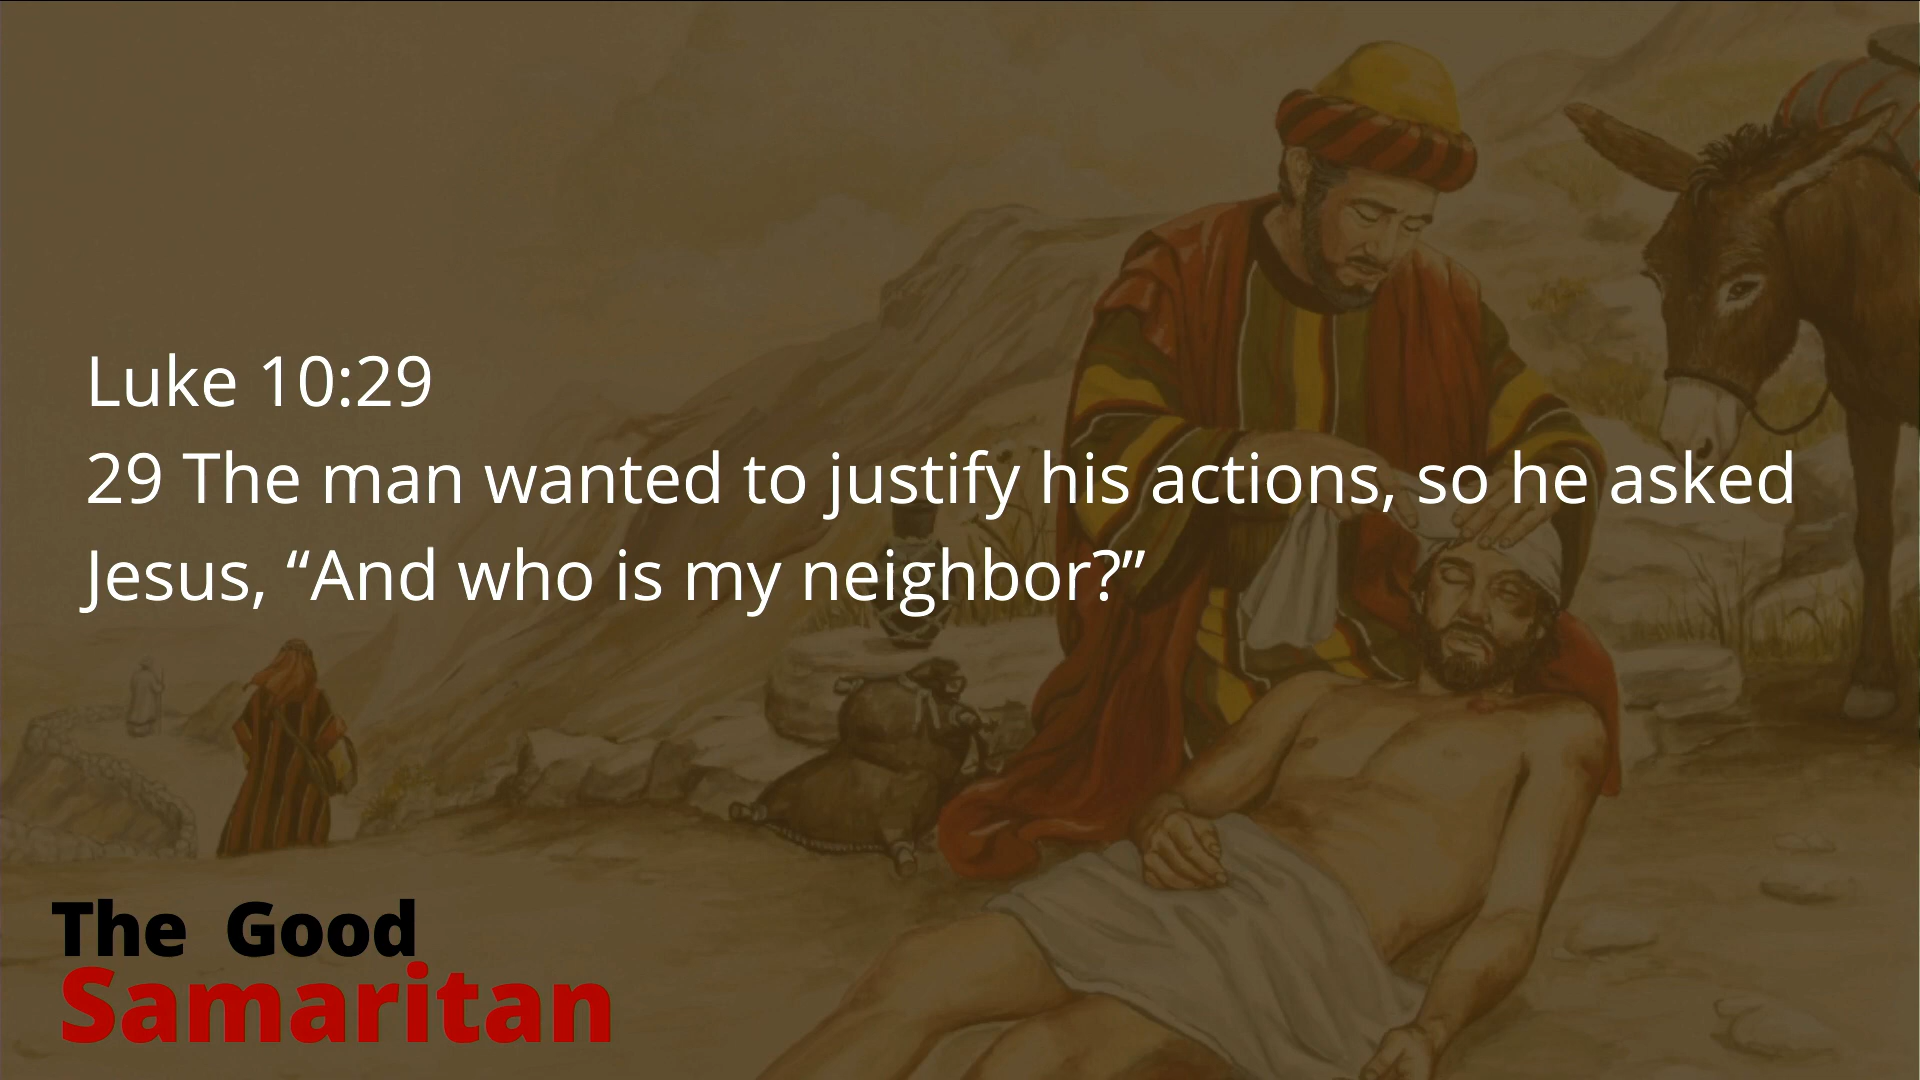 Luke 10:29
29 The man wanted to justify his actions, so he asked
Jesus, “And who is my neighbor?”
The Good
Samaritan